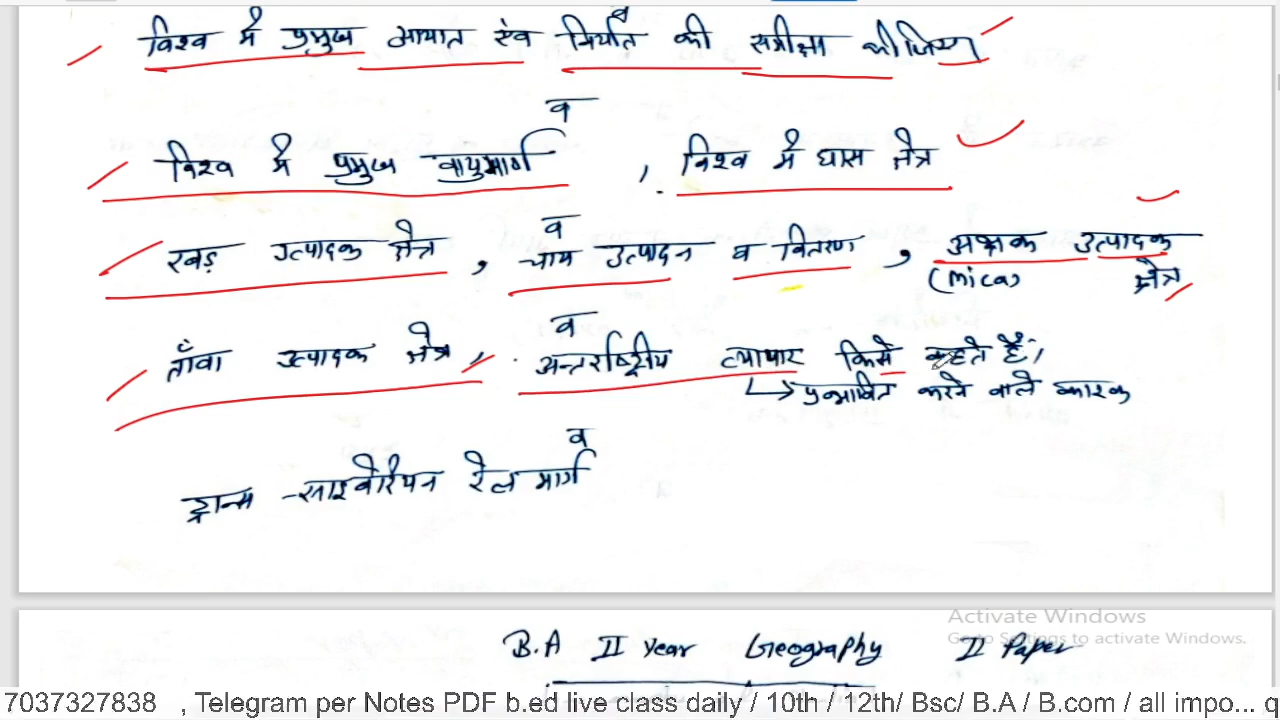 विश्व में प्रमुख आयात एंव निर्यात की समीक्षा कीजिए।
व
विश्व में प्रमुख वायुमार्ग , विश्व में घास क्षेत्र
व
रबड़ उत्पादक क्षेत्र , चाय उत्पादन व वितरण , अभ्रक उत्पादक
(Mica) क्षेत्र
व
ताँबा उत्पादक क्षेत्र , अन्तर्राष्ट्रीय व्यापार किसे कहते हैं,
प्रभावित करने वाले कारक
व
ट्रान्स - साइबेरियन रेल मार्ग
Activate Windows
Go to Settings to activate Windows.
B.A II Year Geography II Paper
7037327838 , Telegram per Notes PDF b.ed live class daily / 10th / 12th/ Bsc/ B.A / B.com / all impo... q